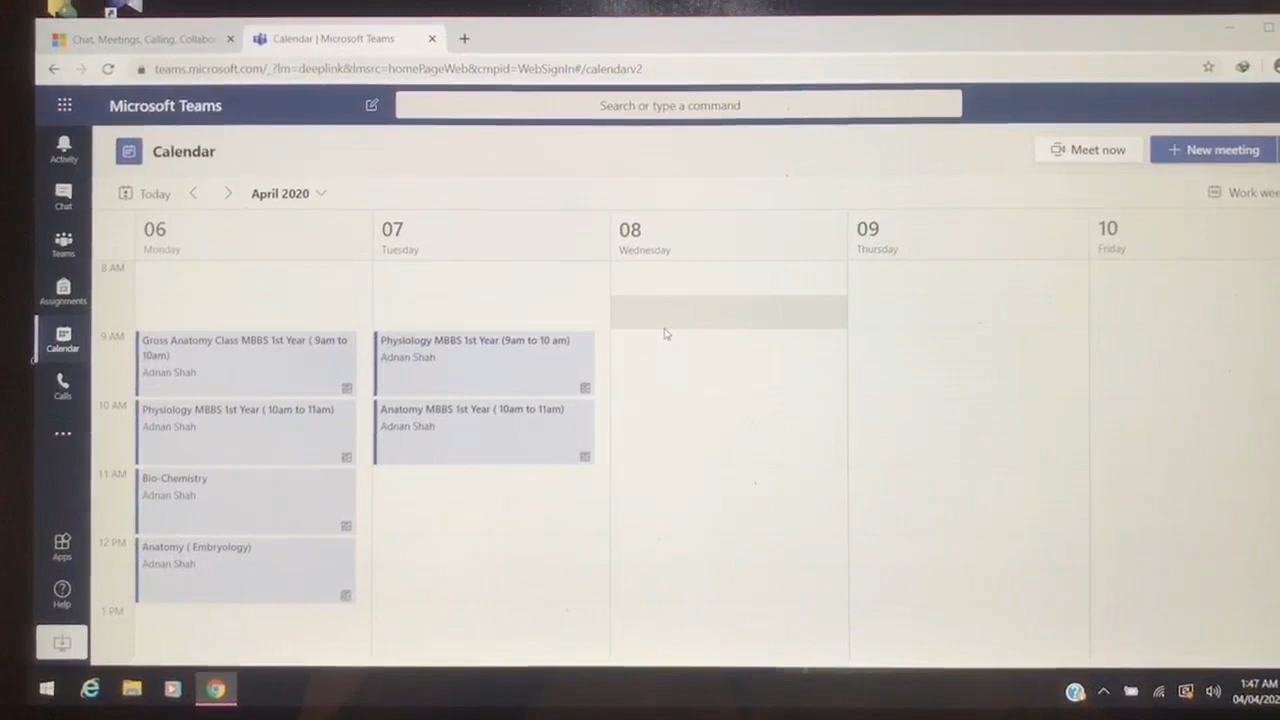 Chat, Meetings, Calling, Collabo
Calendar | Microsoft Teams
teams.microsoft.com/_?lm=deeplink&lmsrc=homePageWeb&cmpid=WebSignIn#/calendarv2
Microsoft Teams
Search or type a command
Activity
Chat
Teams
Assignments
Calendar
Calls
Apps
Help
Calendar
Meet now
+ New meeting
Today
April 2020
Work wee
06
Monday
07
Tuesday
08
Wednesday
09
Thursday
10
Friday
8 AM
9 AM
10 AM
11 AM
12 PM
1 PM
Gross Anatomy Class MBBS 1st Year ( 9am to
10am)
Adnan Shah
Physiology MBBS 1st Year ( 10am to 11am)
Adnan Shah
Bio-Chemistry
Adnan Shah
Anatomy ( Embryology)
Adnan Shah
Physiology MBBS 1st Year (9am to 10 am)
Adnan Shah
Anatomy MBBS 1st Year ( 10am to 11am)
Adnan Shah
1:47 AM
04/04/202